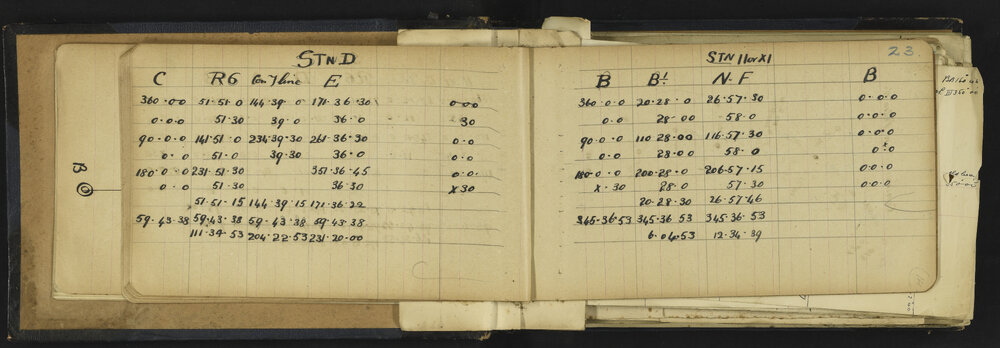 STN D
C R6 Con J line E
360·0·0 51·51·0 144·39·0 171·36·30 0·0·0
0·0·0 51·30 39·0 36·0 30
90·0·0 141·51·0 234·39·30 261·36·30 0·0
0·0 51·0 39·30 36·0 0·0
180·0·0 231·51·30 351·36·45 0·0
0·0 51·30 36·30 X 30
51·51·15 144·39·15 171·36·22
59·43·38 59·43·38 59·43·38 59·43·38
111·34·53 204·22·53 231·20·00
B
23
STN 11 or XI
B B¹ N·F B
360·0·0 20·28·0 26·57·30 0·0·0
0·0 28·00 58·0 0·0·0
90·0·0 110·28·00 116·57·30 0·0·0
0·0 28·00 58·0 0·x·0
180·0·0 200·28·0 206·57·15 0·0·0
X·30 28·0 57·30 0·0·0
20·28·30 26·57·46
345·36·53 345·36·53 345·36·53
6·04·53 12·34·39